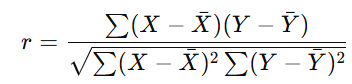 r = ∑(X − X̄)(Y − Ȳ) / √∑(X − X̄)² ∑(Y − Ȳ)²